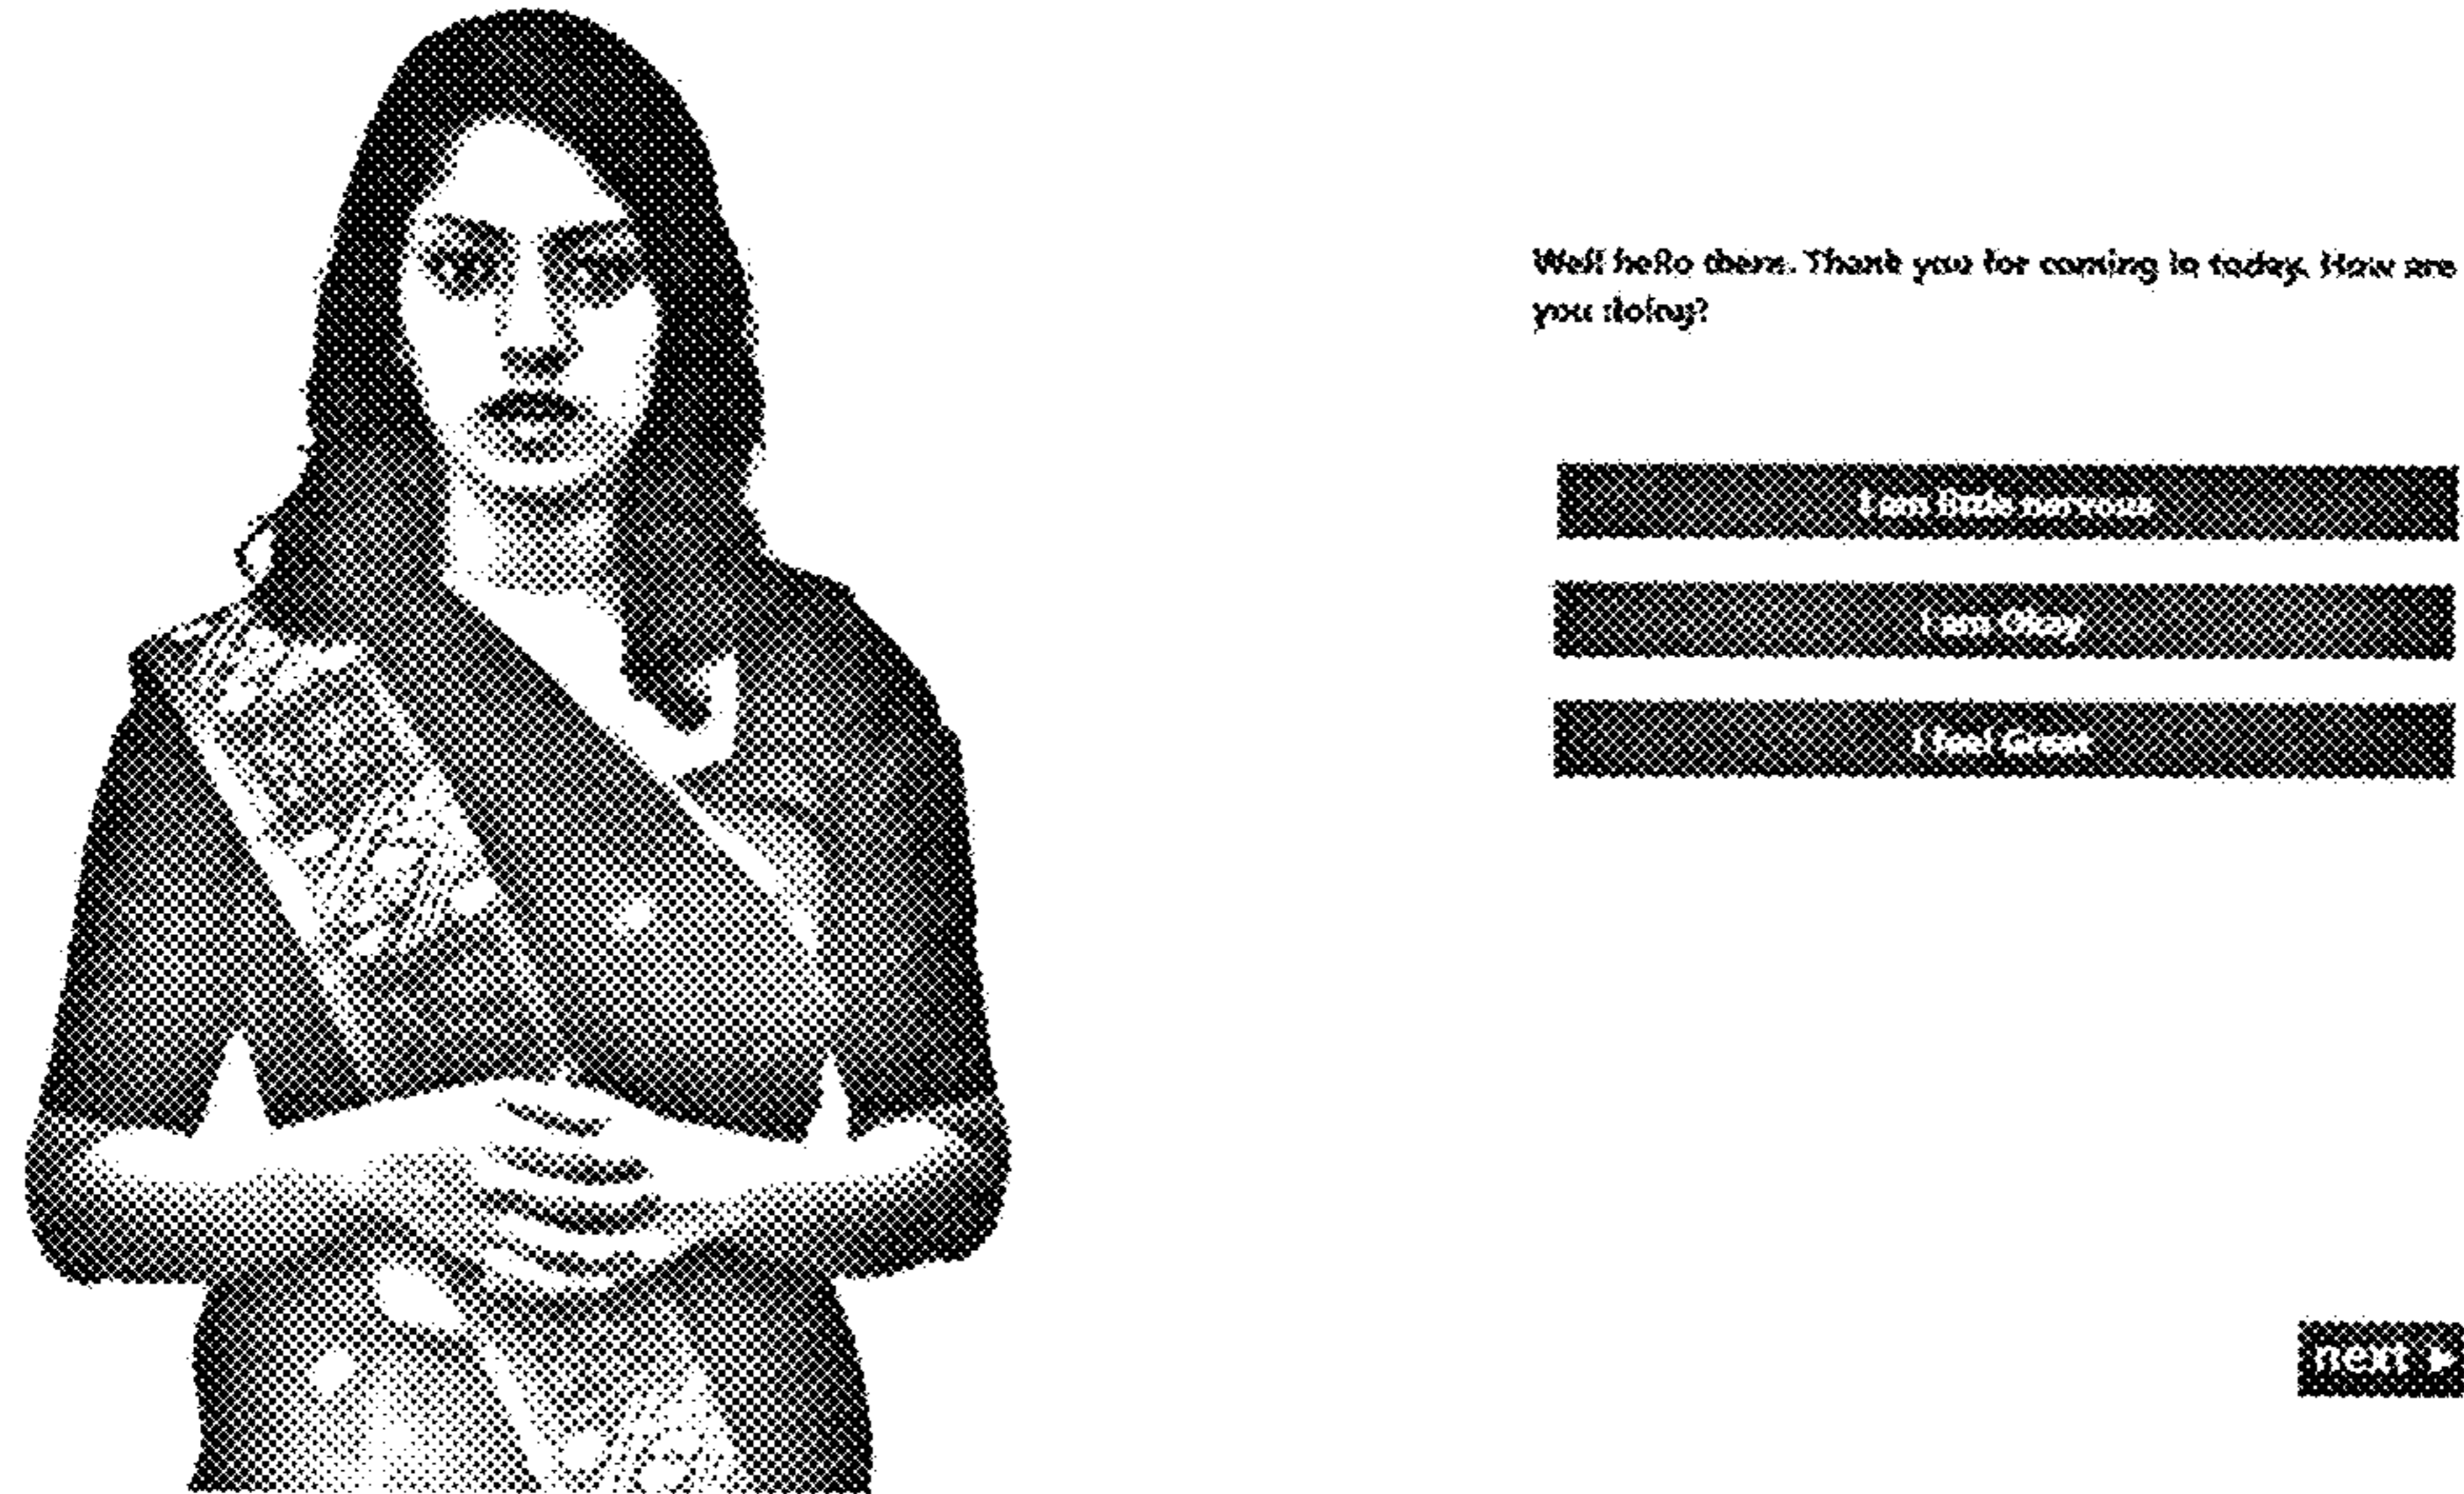 Well hello there. Thank you for coming in today. How are
you doing?
I am little nervous
I am Okay
I feel Great
next